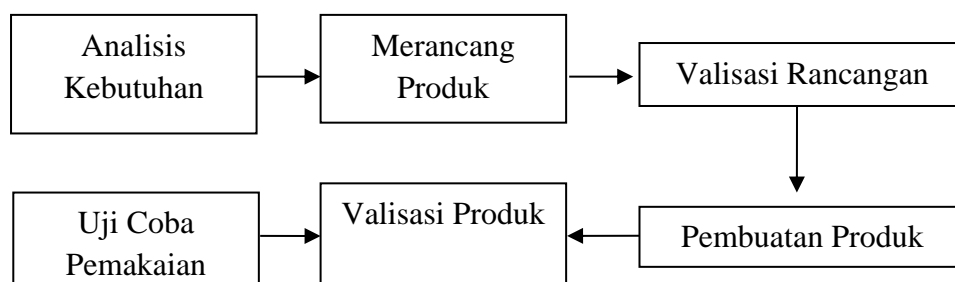 Analisis
Kebutuhan
Merancang
Produk
Valisasi Rancangan
Uji Coba
Pemakaian
Valisasi Produk
Pembuatan Produk